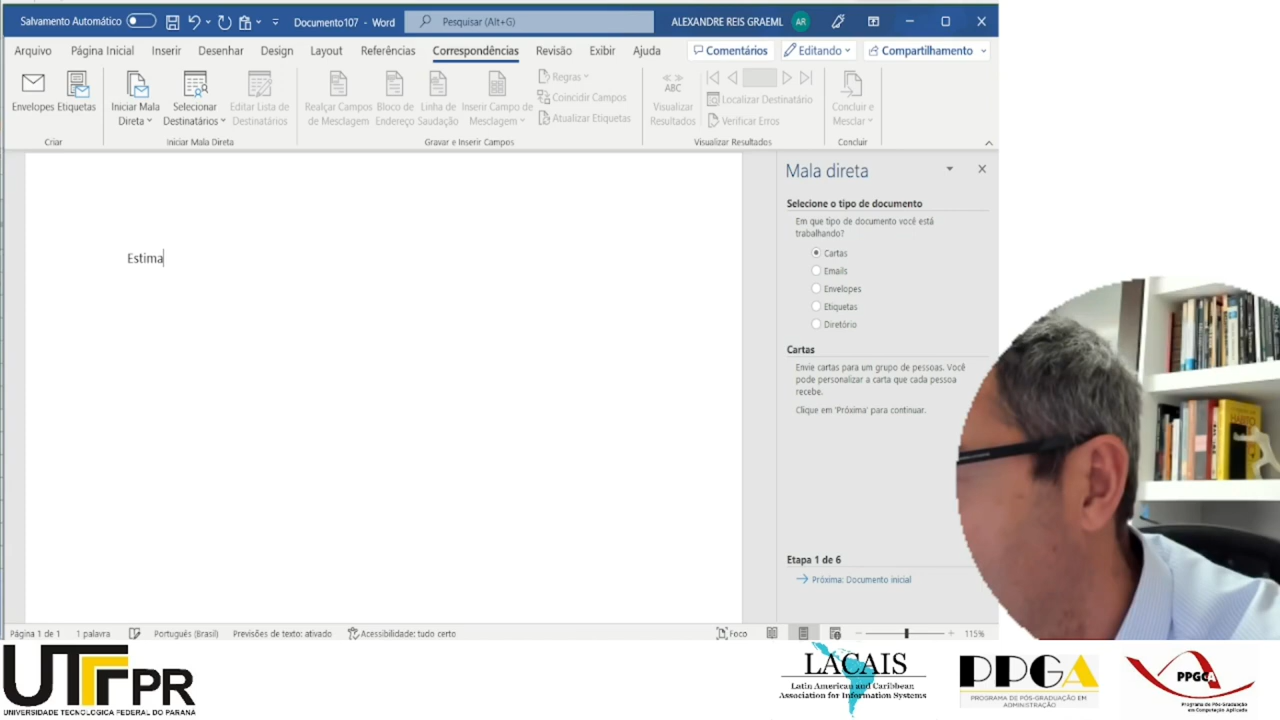 Salvamento Automático
Documento107 - Word
Pesquisar (Alt+G)
ALEXANDRE REIS GRAEML
AR
Arquivo
Página Inicial
Inserir
Desenhar
Design
Layout
Referências
Correspondências
Revisão
Exibir
Ajuda
Comentários
Editando
Compartilhamento
Envelopes
Etiquetas
Iniciar Mala
Direta
Selecionar
Destinatários
Editar Lista de
Destinatários
Realçar Campos
de Mesclagem
Bloco de
Endereço
Linha de
Saudação
Inserir Campo de
Mesclagem
Regras
Coincidir Campos
Atualizar Etiquetas
ABC
Visualizar
Resultados
Localizar Destinatário
Verificar Erros
Concluir e
Mesclar
Criar
Iniciar Mala Direta
Gravar e Inserir Campos
Visualizar Resultados
Concluir
Estima
Mala direta
Selecione o tipo de documento
Em que tipo de documento você está
trabalhando?
Cartas
Emails
Envelopes
Etiquetas
Diretório
Cartas
Envie cartas para um grupo de pessoas. Você
pode personalizar a carta que cada pessoa
recebe.
Clique em 'Próxima' para continuar.
Etapa 1 de 6
Próxima: Documento inicial
Página 1 de 1
1 palavra
Português (Brasil)
Previsões de texto: ativado
Acessibilidade: tudo certo
Foco
115%
UTFPR
UNIVERSIDADE TECNOLÓGICA FEDERAL DO PARANÁ
LACAIS
Latin American and Caribbean
Association for Information Systems
PPGA
PROGRAMA DE PÓS-GRADUAÇÃO EM
ADMINISTRAÇÃO
PPGCA
Programa de Pós-Graduação
em Computação Aplicada